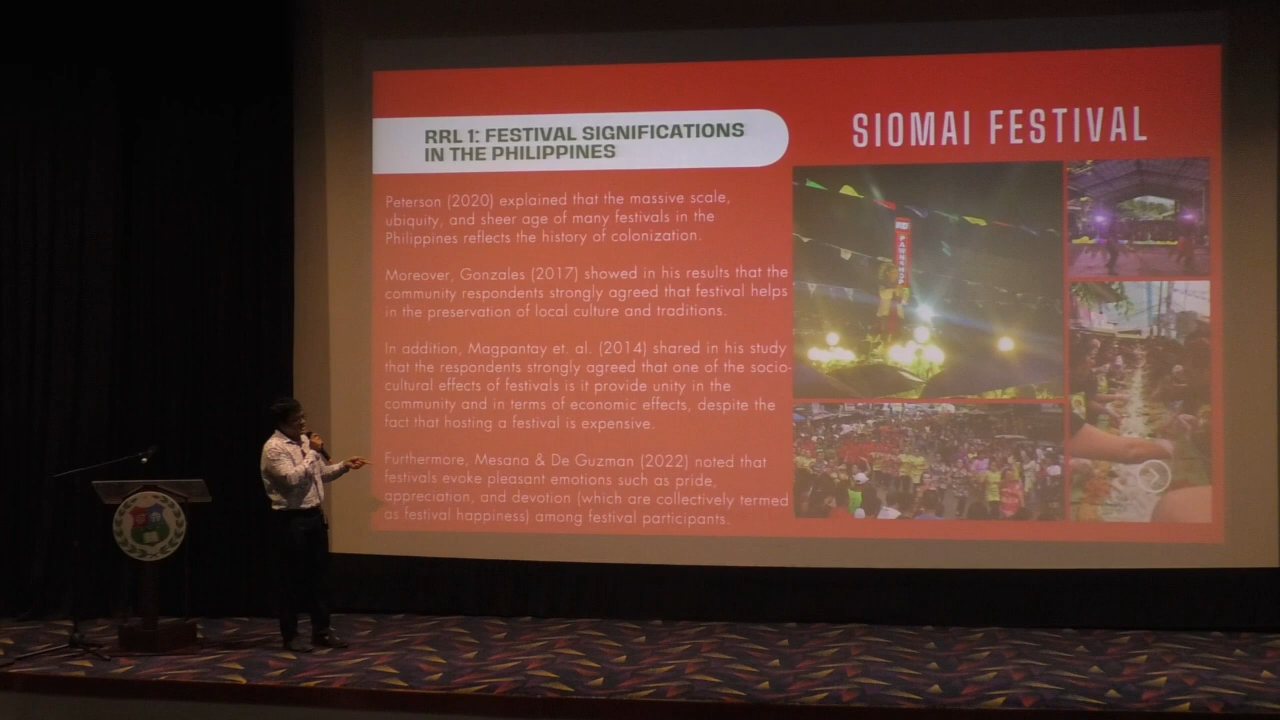 RRL 1: FESTIVAL SIGNIFICATIONS
IN THE PHILIPPINES
Peterson (2020) explained that the massive scale,
ubiquity, and sheer age of many festivals in the
Philippines reflects the history of colonization.
Moreover, Gonzales (2017) showed in his results that the
community respondents strongly agreed that festival helps
in the preservation of local culture and traditions.
In addition, Magpantay et. al. (2014) shared in his study
that the respondents strongly agreed that one of the socio-
cultural effects of festivals is it provide unity in the
community and in terms of economic effects, despite the
fact that hosting a festival is expensive.
Furthermore, Mesana & De Guzman (2022) noted that
festivals evoke pleasant emotions such as pride,
appreciation, and devotion (which are collectively termed
as festival happiness) among festival participants.
SIOMAI FESTIVAL
PAWNSHOP